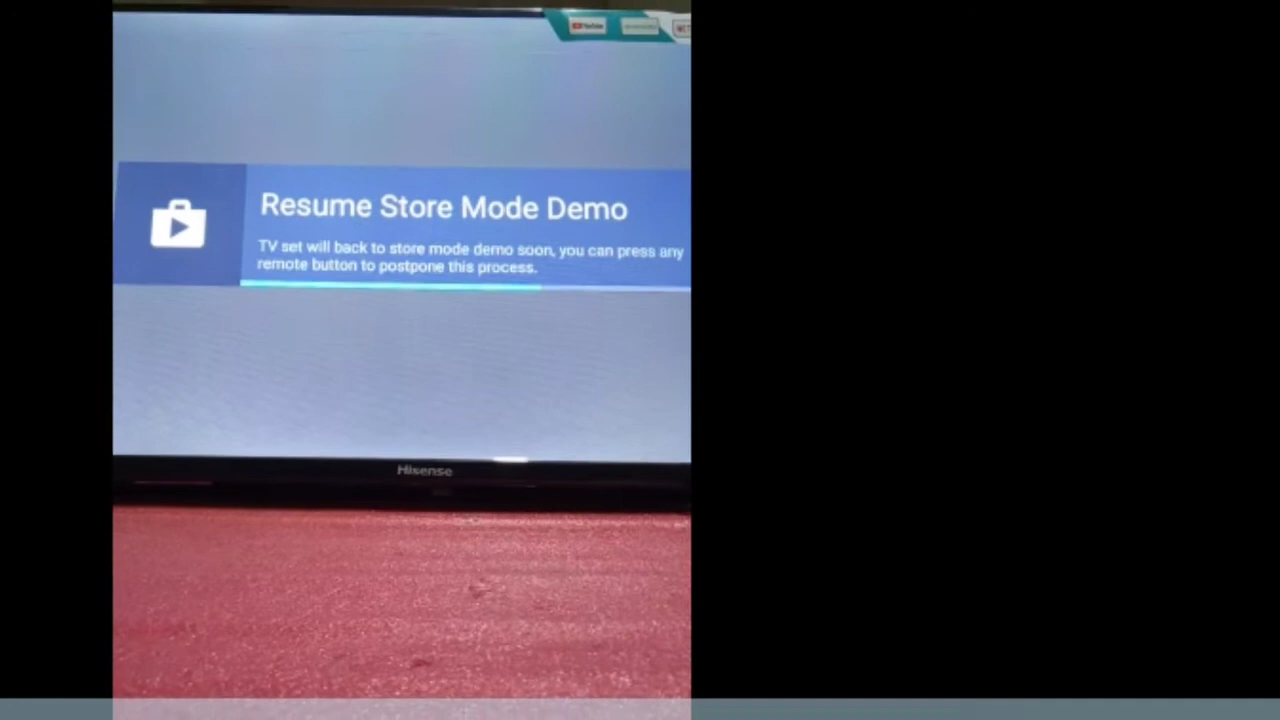 YouTube
Resume Store Mode Demo
TV set will back to store mode demo soon, you can press any
remote button to postpone this process.
Hisense